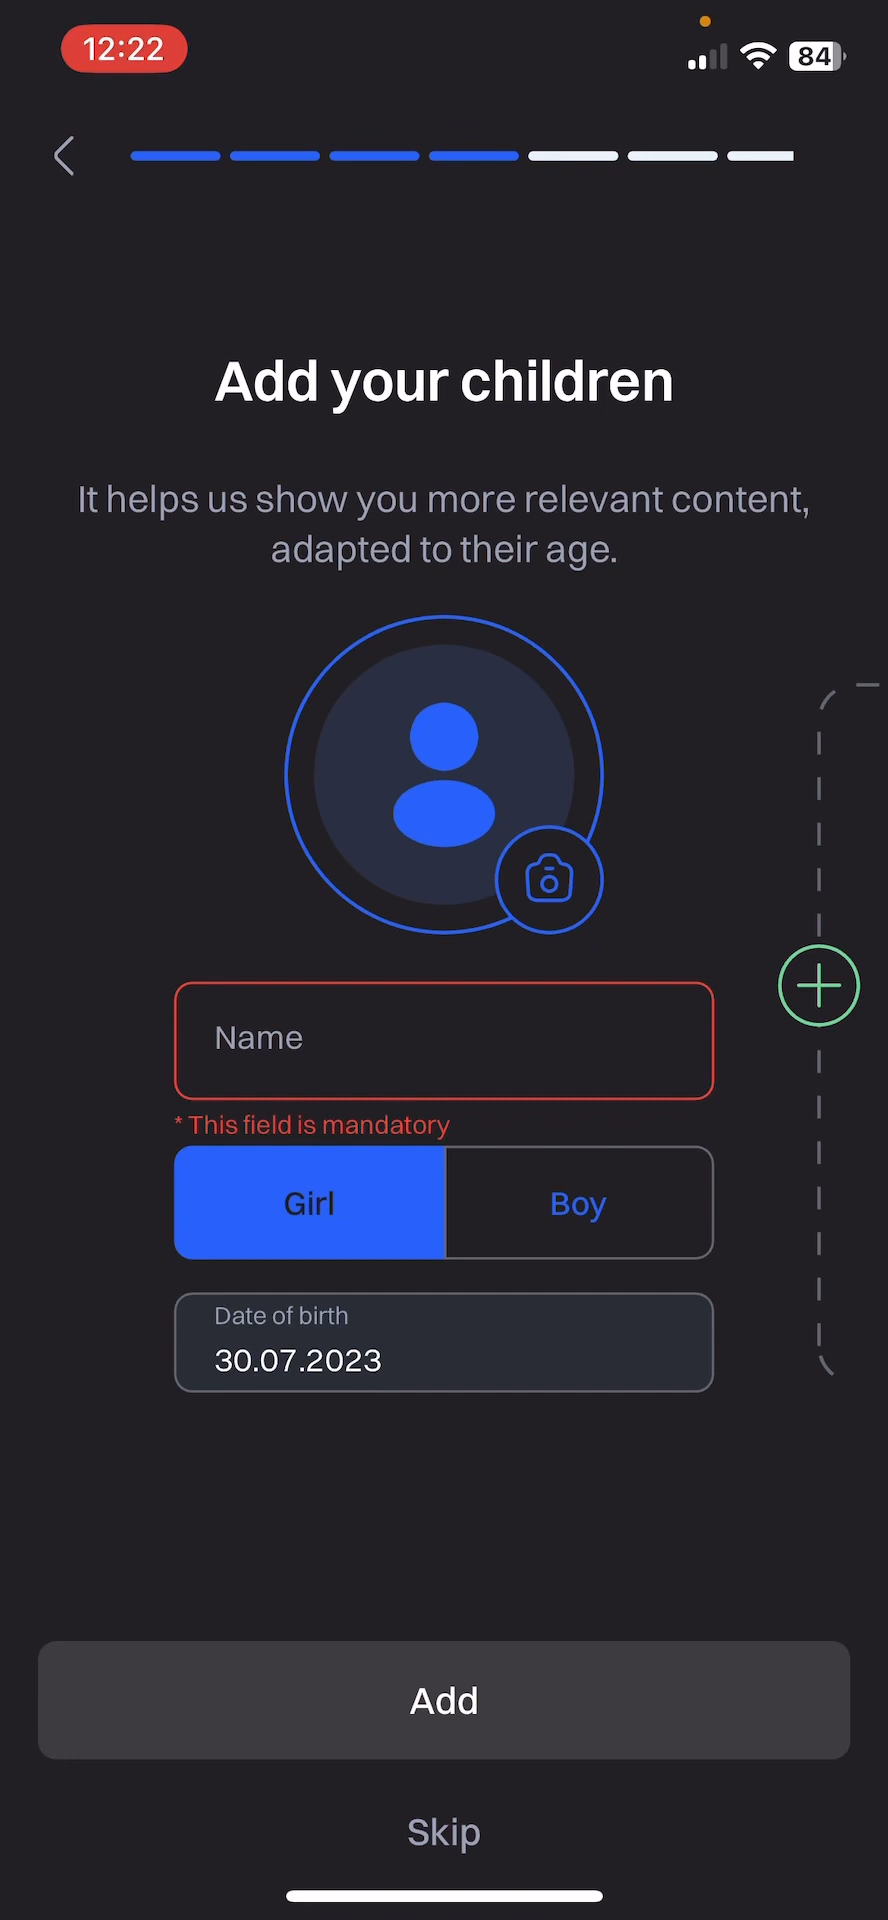 12:22
84
Add your children
It helps us show you more relevant content,
adapted to their age.
Name
* This field is mandatory
Girl
Boy
Date of birth
30.07.2023
Add
Skip